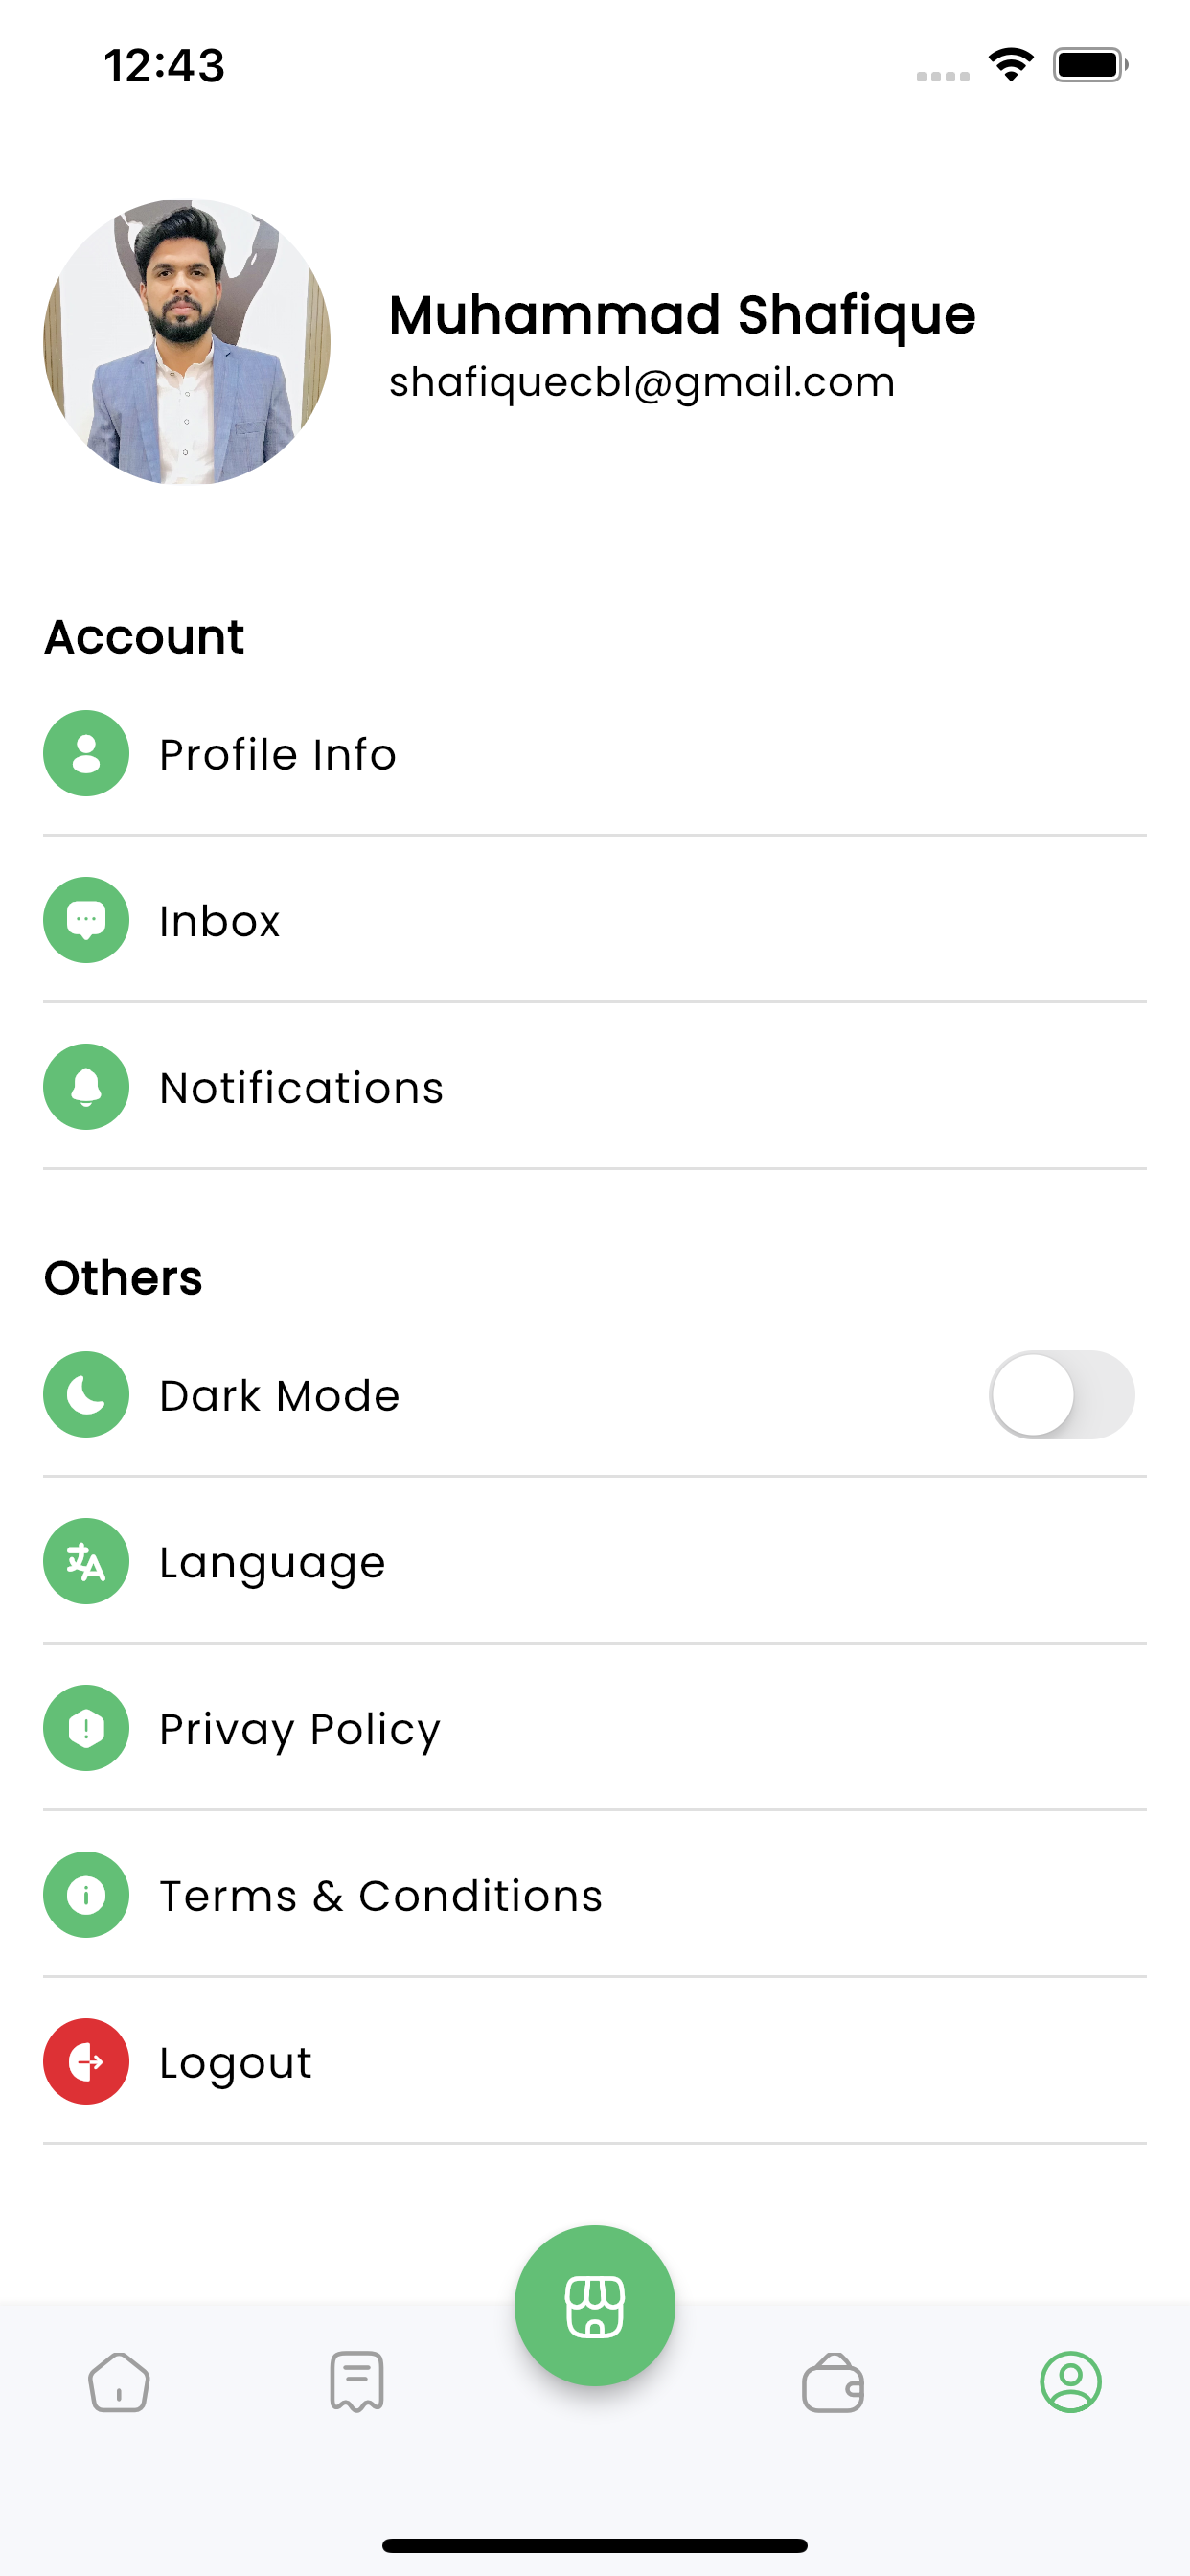 12:43
Muhammad Shafique
shafiquecbl@gmail.com
Account
Profile Info
Inbox
Notifications
Others
Dark Mode
Language
Privay Policy
Terms & Conditions
Logout